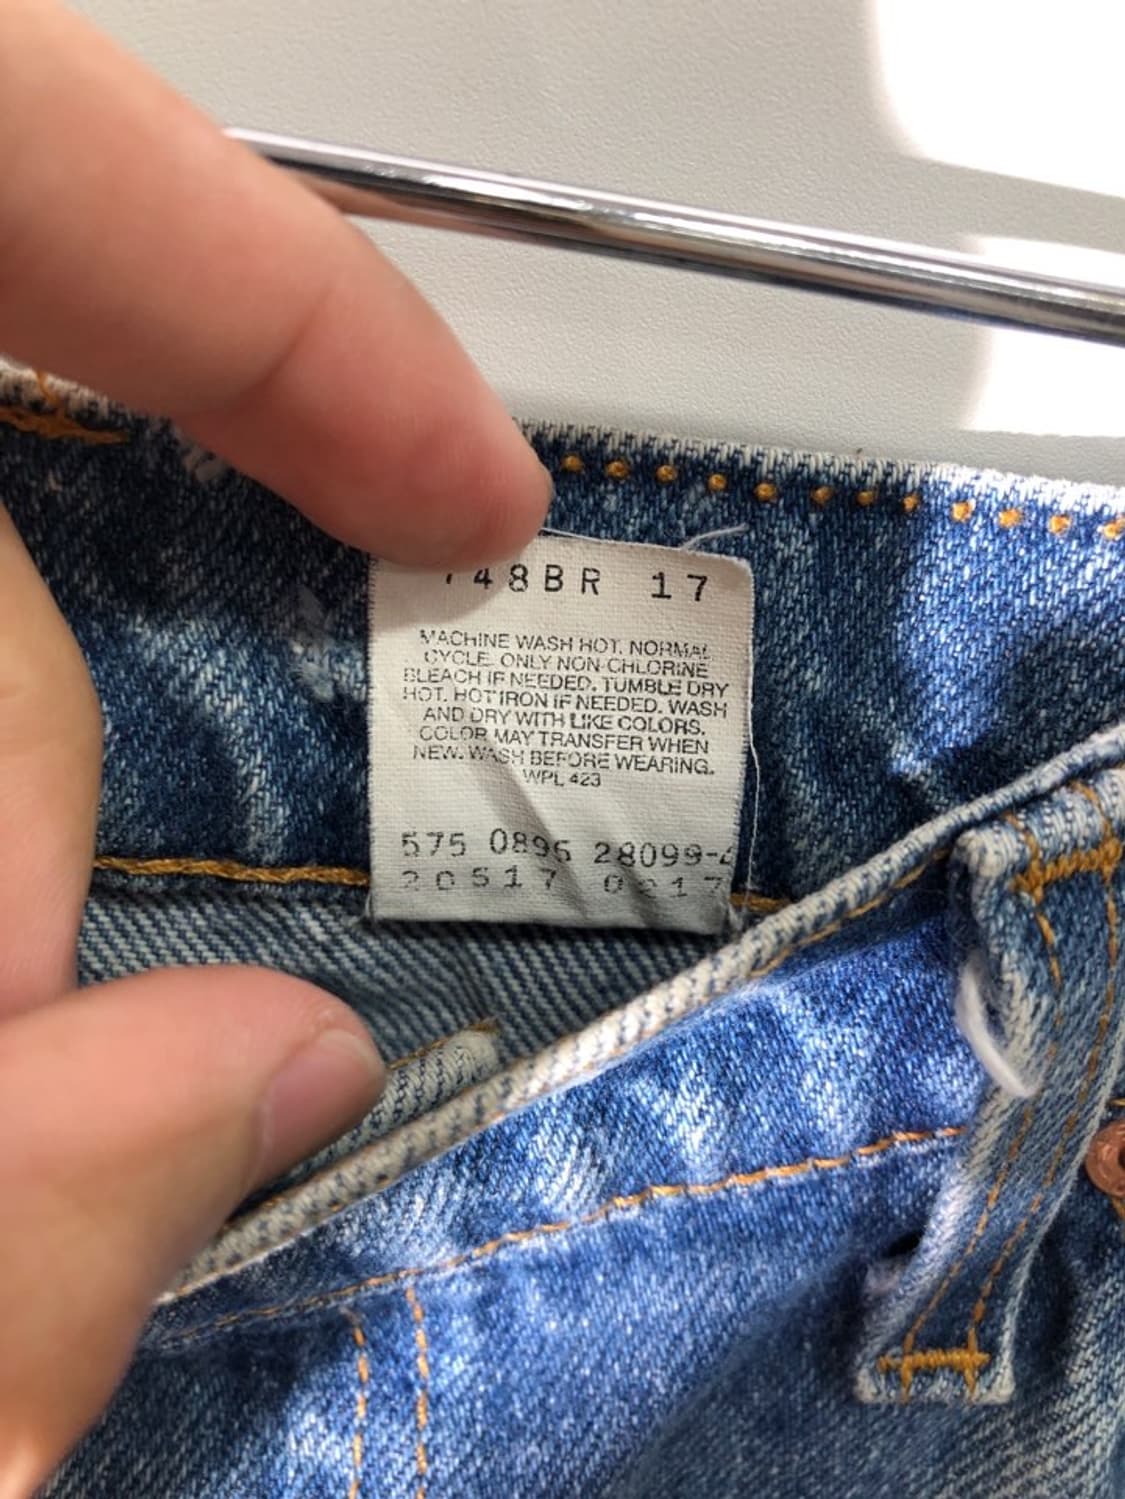 48BR 17
MACHINE WASH HOT. NORMAL
CYCLE. ONLY NON-CHLORINE
BLEACH IF NEEDED. TUMBLE DRY
HOT. HOT IRON IF NEEDED. WASH
AND DRY WITH LIKE COLORS.
COLOR MAY TRANSFER WHEN
NEW. WASH BEFORE WEARING.
WPL 423
575 0896 28099-
20517 0217